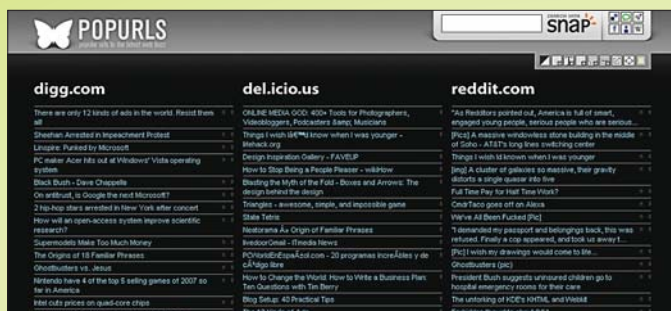 POPURLS
popular urls to the latest web buzz
snap
digg.com
There are only 12 kinds of ads in the world. Resist them
all!
Sheehan Arrested in Impeachment Protest
Linspire: Punked by Microsoft
PC maker Acer hits out at Windows' Vista operating
system
Black Bush - Dave Chappelle
On antitrust, is Google the next Microsoft?
2 hip-hop stars arrested in New York after concert
How will an open-access system improve scientific
research?
Supermodels Make Too Much Money
The Origins of 18 Familiar Phrases
Ghostbusters vs. Jesus
Nintendo have 4 of the top 5 selling games of 2007 so
far in America
Intel cuts prices on quad-core chips
del.icio.us
ONLINE MEDIA GOD: 400+ Tools for Photographers,
Videobloggers, Podcasters &amp; Musicians
Things I wish Iâ€™d know when I was younger -
lifehack.org
Design Inspiration Gallery - FAVEUP
How to Stop Being a People Pleaser - wikiHow
Blasting the Myth of the Fold - Boxes and Arrows: The
design behind the design
Triangles - awesome, simple, and impossible game
Stale Tetris
Neatorama Â» Origin of Familiar Phrases
livedoorGmail - ITmedia News
PCWorldEnEspaÃ±ol.com - 20 programas increÃbles y de
cÃ³digo libre
How to Change the World: How to Write a Business Plan:
Ten Questions with Tim Berry
Blog Setup: 40 Practical Tips
reddit.com
"As Redditors pointed out, America is full of smart,
engaged young people, serious people who are serious...
[Pics] A massive windowless stone building in the middle
of Soho - AT&T's long lines switching center
Things I wish Id known when I was younger
[img] A cluster of galaxies so massive, their gravity
distorts a single quasar into five
Full Time Pay for Half Time Work?
CmdrTaco goes off on Alexa
We've All Been Fucked [Pic]
"I demanded my passport and belongings back, this was
refused. Finally a cop appeared, and took us away t...
[Pic] I wish my drawings would come to life...
Ghostbusters (pic)
President Bush suggests uninsured children go to
hospital emergency rooms for their care
The unforking of KDE's KHTML and Webkit